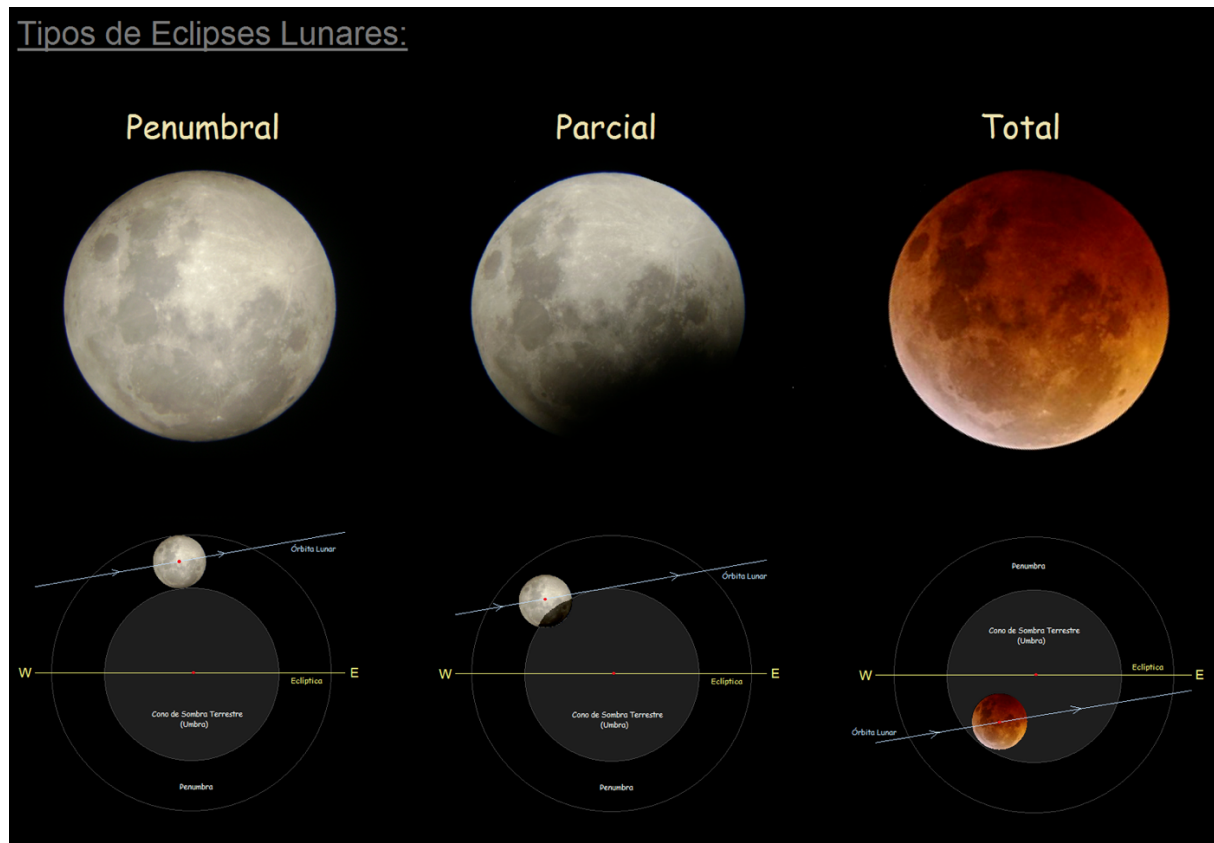 Tipos de Eclipses Lunares:
Penumbral
Parcial
Total
Órbita Lunar
W
E
Eclíptica
Cono de Sombra Terrestre
(Umbra)
Penumbra
Órbita Lunar
W
E
Eclíptica
Cono de Sombra Terrestre
(Umbra)
Penumbra
Penumbra
Cono de Sombra Terrestre
(Umbra)
Eclíptica
W
E
Órbita Lunar